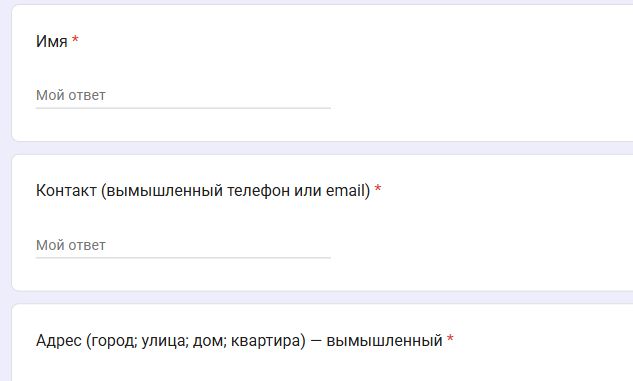 Имя *
Мой ответ
Контакт (вымышленный телефон или email) *
Мой ответ
Адрес (город; улица; дом; квартира) — вымышленный *